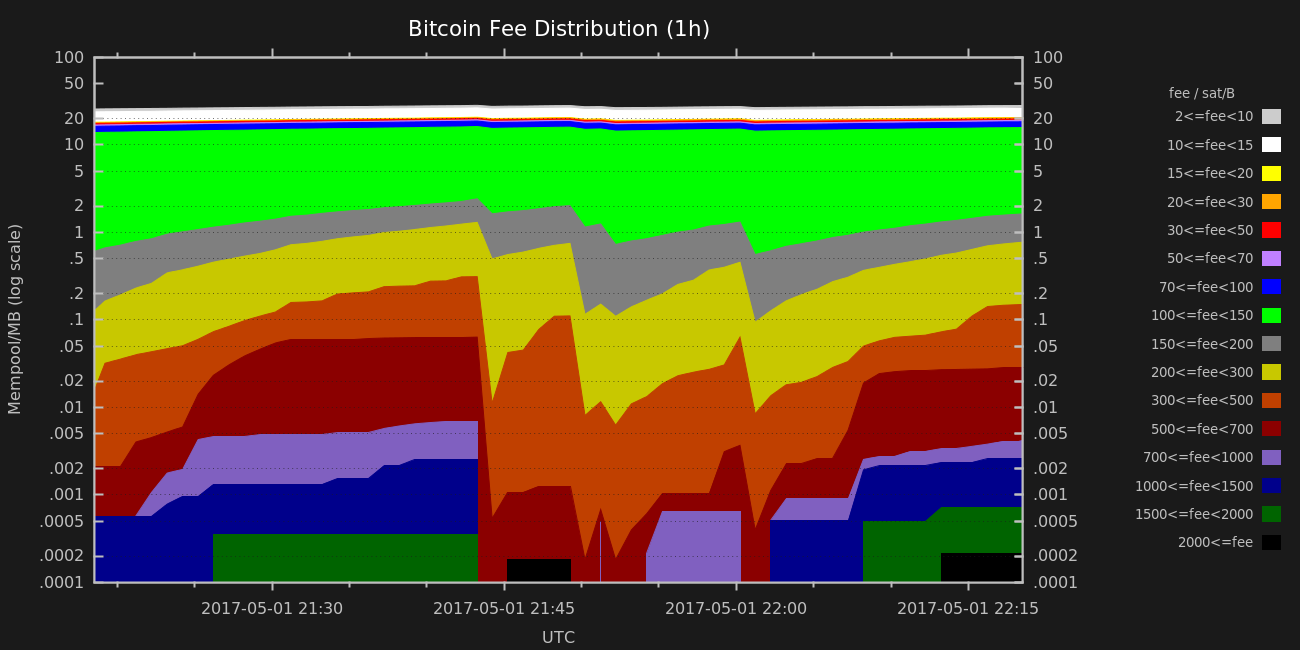 Bitcoin Fee Distribution (1h)
100 100
50 50
20 20
10 10
5 5
2 2
1 1
.5 .5
.2 .2
.1 .1
.05 .05
.02 .02
.01 .01
.005 .005
.002 .002
.001 .001
.0005 .0005
.0002 .0002
.0001 .0001
Mempool/MB (log scale)
2017-05-01 21:30 2017-05-01 21:45 2017-05-01 22:00 2017-05-01 22:15
UTC
fee / sat/B
2<=fee<10
10<=fee<15
15<=fee<20
20<=fee<30
30<=fee<50
50<=fee<70
70<=fee<100
100<=fee<150
150<=fee<200
200<=fee<300
300<=fee<500
500<=fee<700
700<=fee<1000
1000<=fee<1500
1500<=fee<2000
2000<=fee